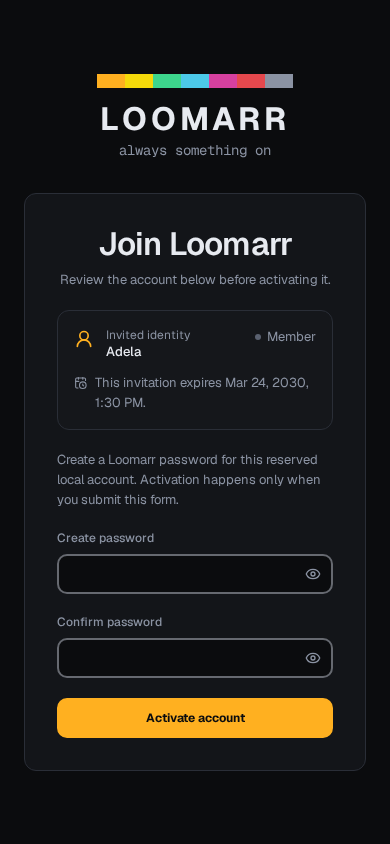 LOOMARR
always something on
Join Loomarr
Review the account below before activating it.
Invited identity
Adela
Member
This invitation expires Mar 24, 2030,
1:30 PM.
Create a Loomarr password for this reserved
local account. Activation happens only when
you submit this form.
Create password
Confirm password
Activate account